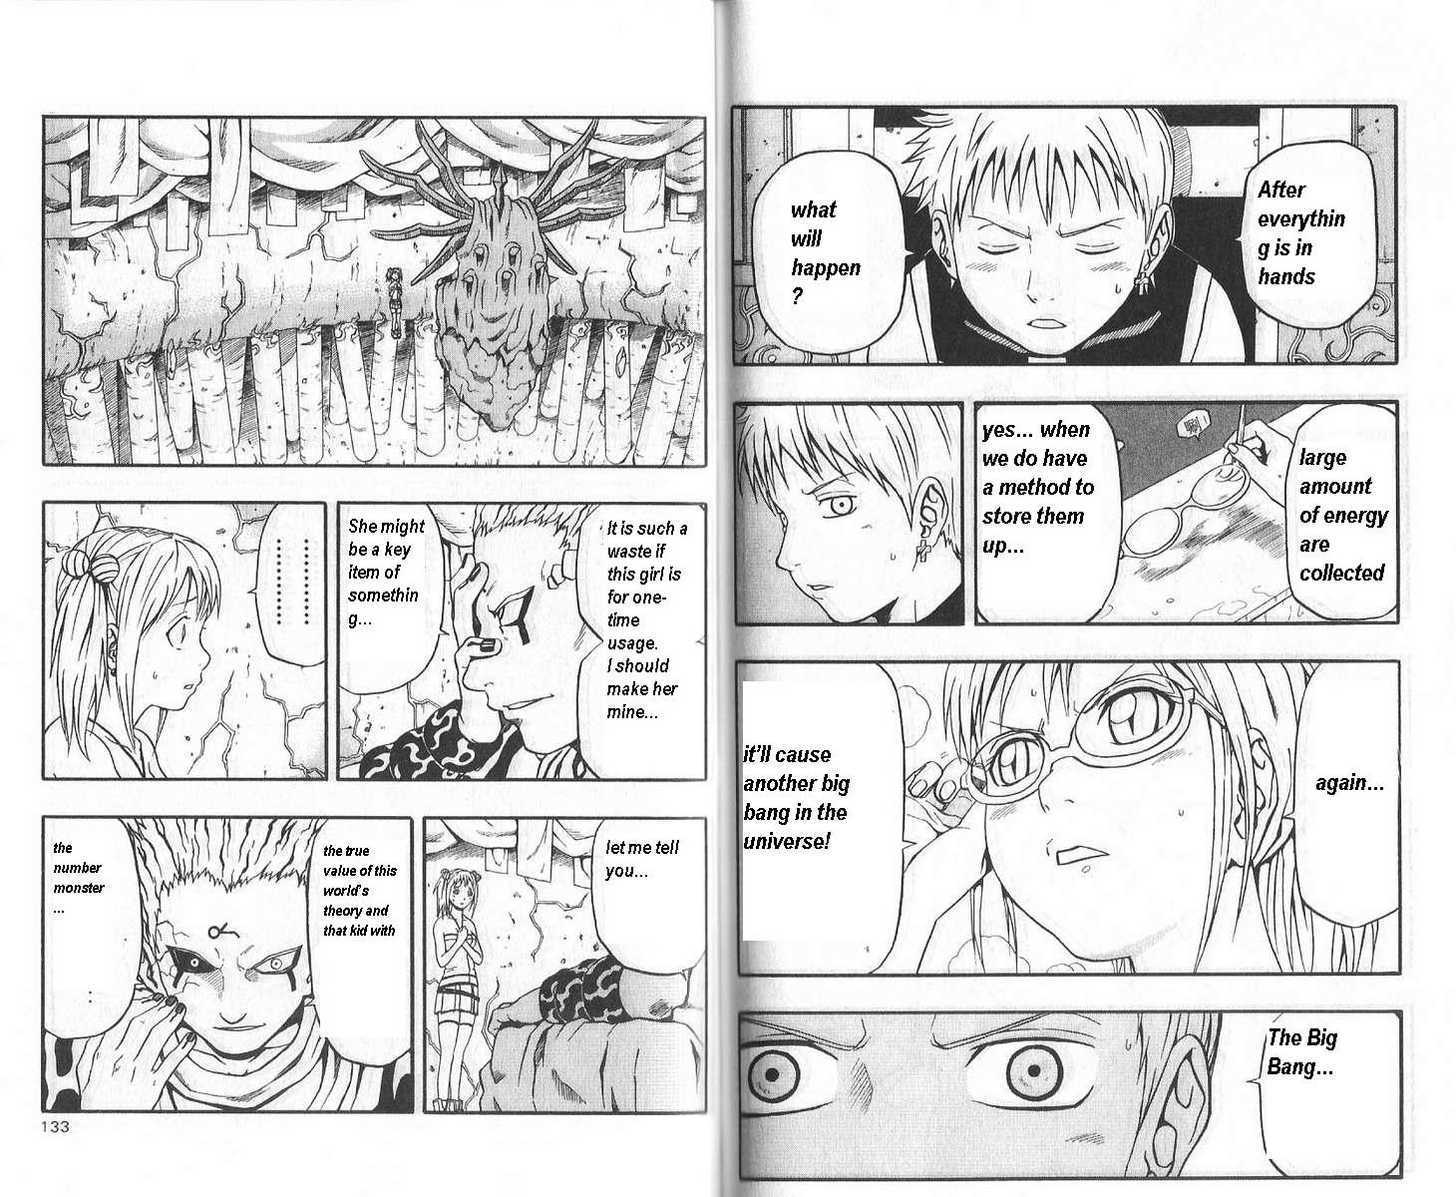 After
everythin
g is in
hands
what
will
happen
?
large
amount
of energy
are
collected
yes... when
we do have
a method to
store them
up...
again...
it'll cause
another big
bang in the
universe!
The Big
Bang...
It is such a
waste if
this girl is
for one-
time
usage.
I should
make her
mine...
She might
be a key
item of
somethin
g...
let me tell
you...
the true
value of this
world's
theory and
that kid with
the
number
monster
...
133